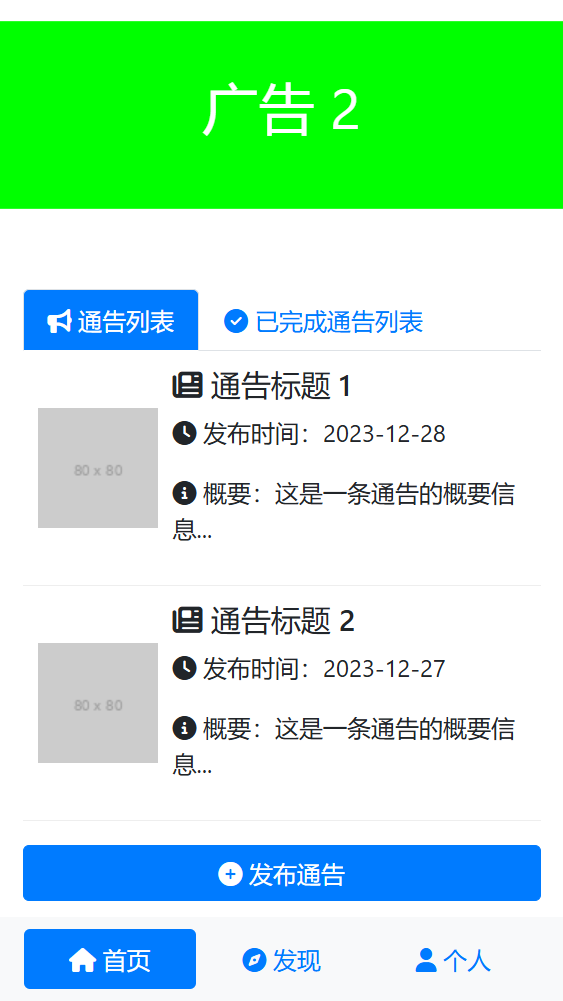 广告 2
通告列表
已完成通告列表
通告标题 1
80 x 80
发布时间：2023-12-28
概要：这是一条通告的概要信
息...
通告标题 2
80 x 80
发布时间：2023-12-27
概要：这是一条通告的概要信
息...
发布通告
首页
发现
个人